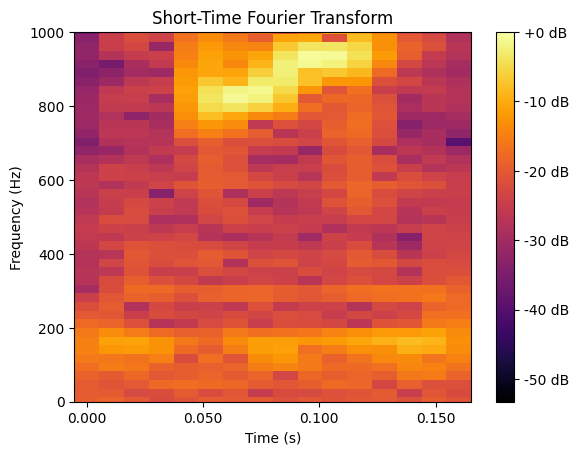 Short-Time Fourier Transform
1000
800
600
400
200
0
Frequency (Hz)
0.000
0.050
0.100
0.150
Time (s)
+0 dB
-10 dB
-20 dB
-30 dB
-40 dB
-50 dB